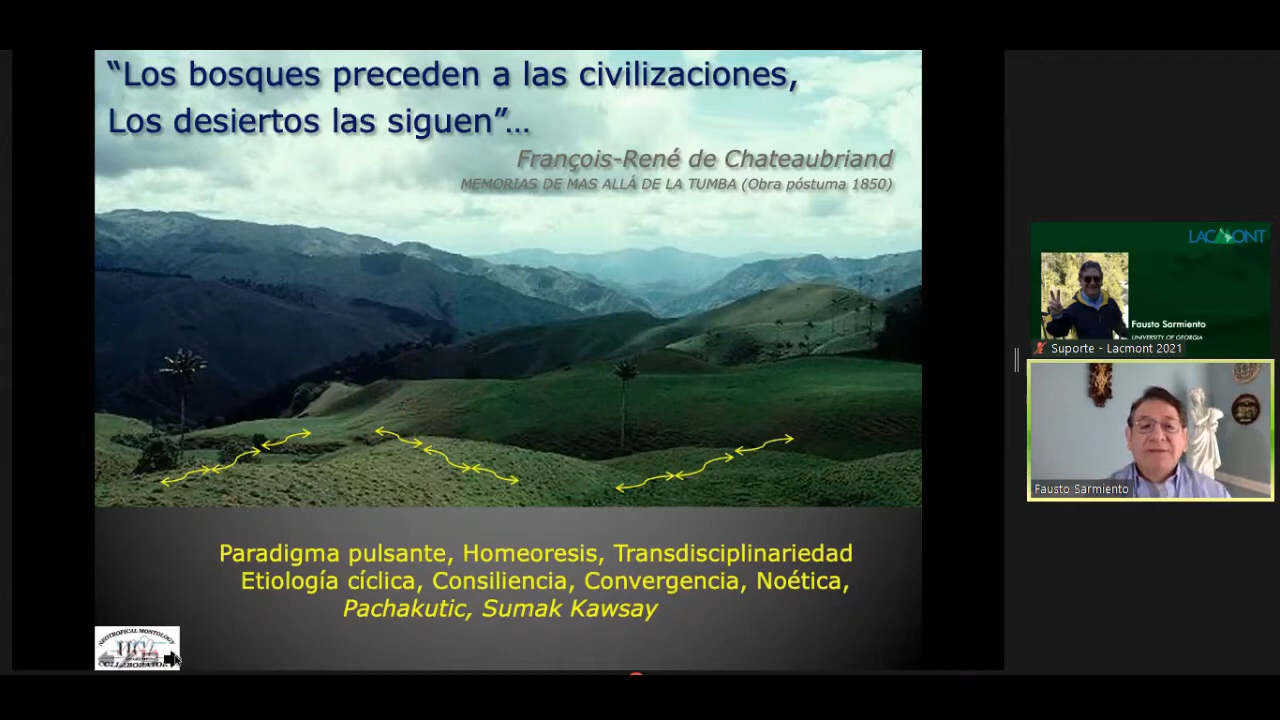 “Los bosques preceden a las civilizaciones,
Los desiertos las siguen”...
François-René de Chateaubriand
MEMORIAS DE MAS ALLÁ DE LA TUMBA (Obra póstuma 1850)
Paradigma pulsante, Homeoresis, Transdisciplinariedad
Etiología cíclica, Consiliencia, Convergencia, Noética,
Pachakutic, Sumak Kawsay
NEOTROPICAL MONTOLOGY
LACMONT
Fausto Sarmiento
UNIVERSITY OF GEORGIA
Suporte - Lacmont 2021
Fausto Sarmiento